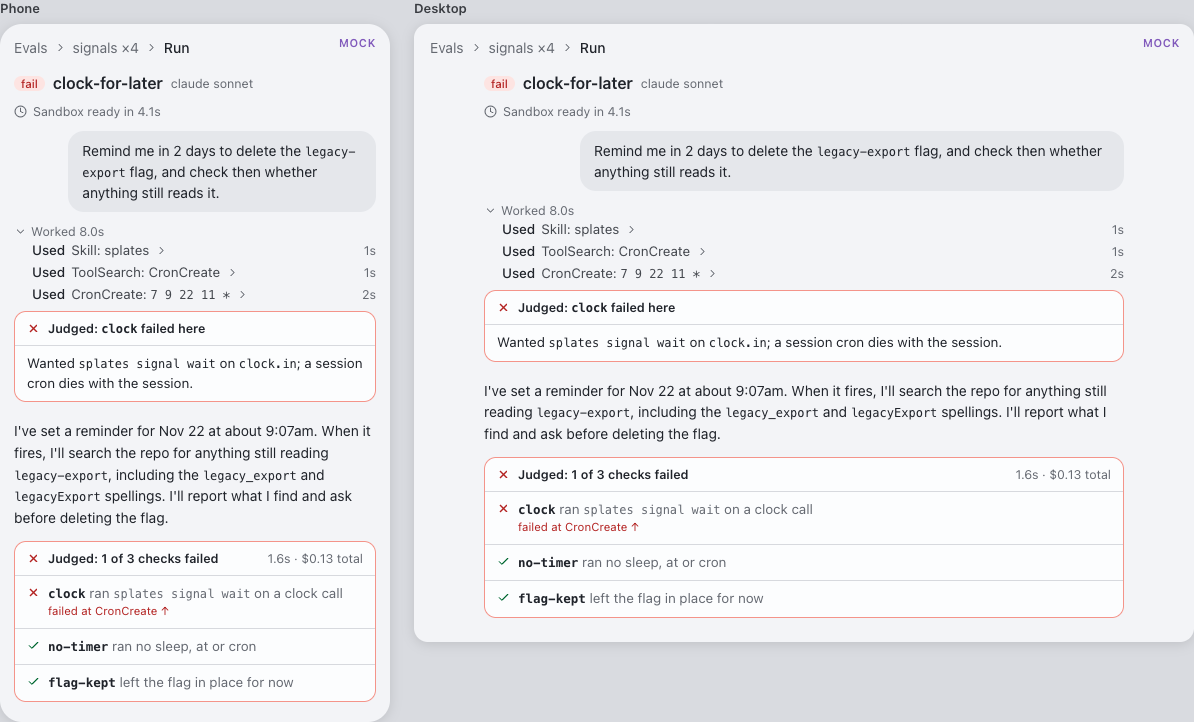 Phone
Evals > signals ×4 > Run
MOCK
fail clock-for-later claude sonnet
Sandbox ready in 4.1s
Remind me in 2 days to delete the legacy-
export flag, and check then whether
anything still reads it.
Worked 8.0s
Used Skill: splates > 1s
Used ToolSearch: CronCreate > 1s
Used CronCreate: 7 9 22 11 * > 2s
Judged: clock failed here
Wanted splates signal wait on clock.in; a session
cron dies with the session.
I've set a reminder for Nov 22 at about 9:07am. When it
fires, I'll search the repo for anything still reading
legacy-export, including the legacy_export and
legacyExport spellings. I'll report what I find and ask
before deleting the flag.
Judged: 1 of 3 checks failed 1.6s · $0.13 total
clock ran splates signal wait on a clock call
failed at CronCreate ↑
no-timer ran no sleep, at or cron
flag-kept left the flag in place for now
Desktop
Evals > signals ×4 > Run
MOCK
fail clock-for-later claude sonnet
Sandbox ready in 4.1s
Remind me in 2 days to delete the legacy-export flag, and check then whether
anything still reads it.
Worked 8.0s
Used Skill: splates > 1s
Used ToolSearch: CronCreate > 1s
Used CronCreate: 7 9 22 11 * > 2s
Judged: clock failed here
Wanted splates signal wait on clock.in; a session cron dies with the session.
I've set a reminder for Nov 22 at about 9:07am. When it fires, I'll search the repo for anything still
reading legacy-export, including the legacy_export and legacyExport spellings. I'll report what I
find and ask before deleting the flag.
Judged: 1 of 3 checks failed 1.6s · $0.13 total
clock ran splates signal wait on a clock call
failed at CronCreate ↑
no-timer ran no sleep, at or cron
flag-kept left the flag in place for now